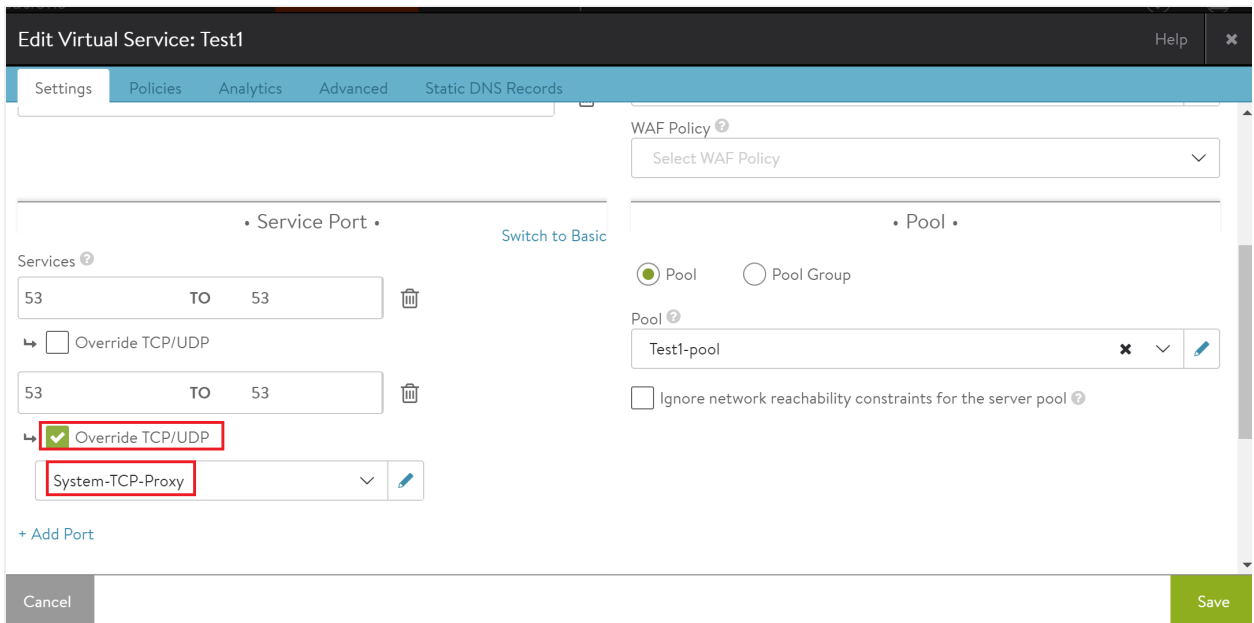 Edit Virtual Service: Test1
Help
Settings Policies Analytics Advanced Static DNS Records
WAF Policy
Select WAF Policy
• Service Port •
Switch to Basic
Services
53 TO 53
Override TCP/UDP
53 TO 53
Override TCP/UDP
System-TCP-Proxy
+ Add Port
• Pool •
Pool Pool Group
Pool
Test1-pool
Ignore network reachability constraints for the server pool
Cancel
Save